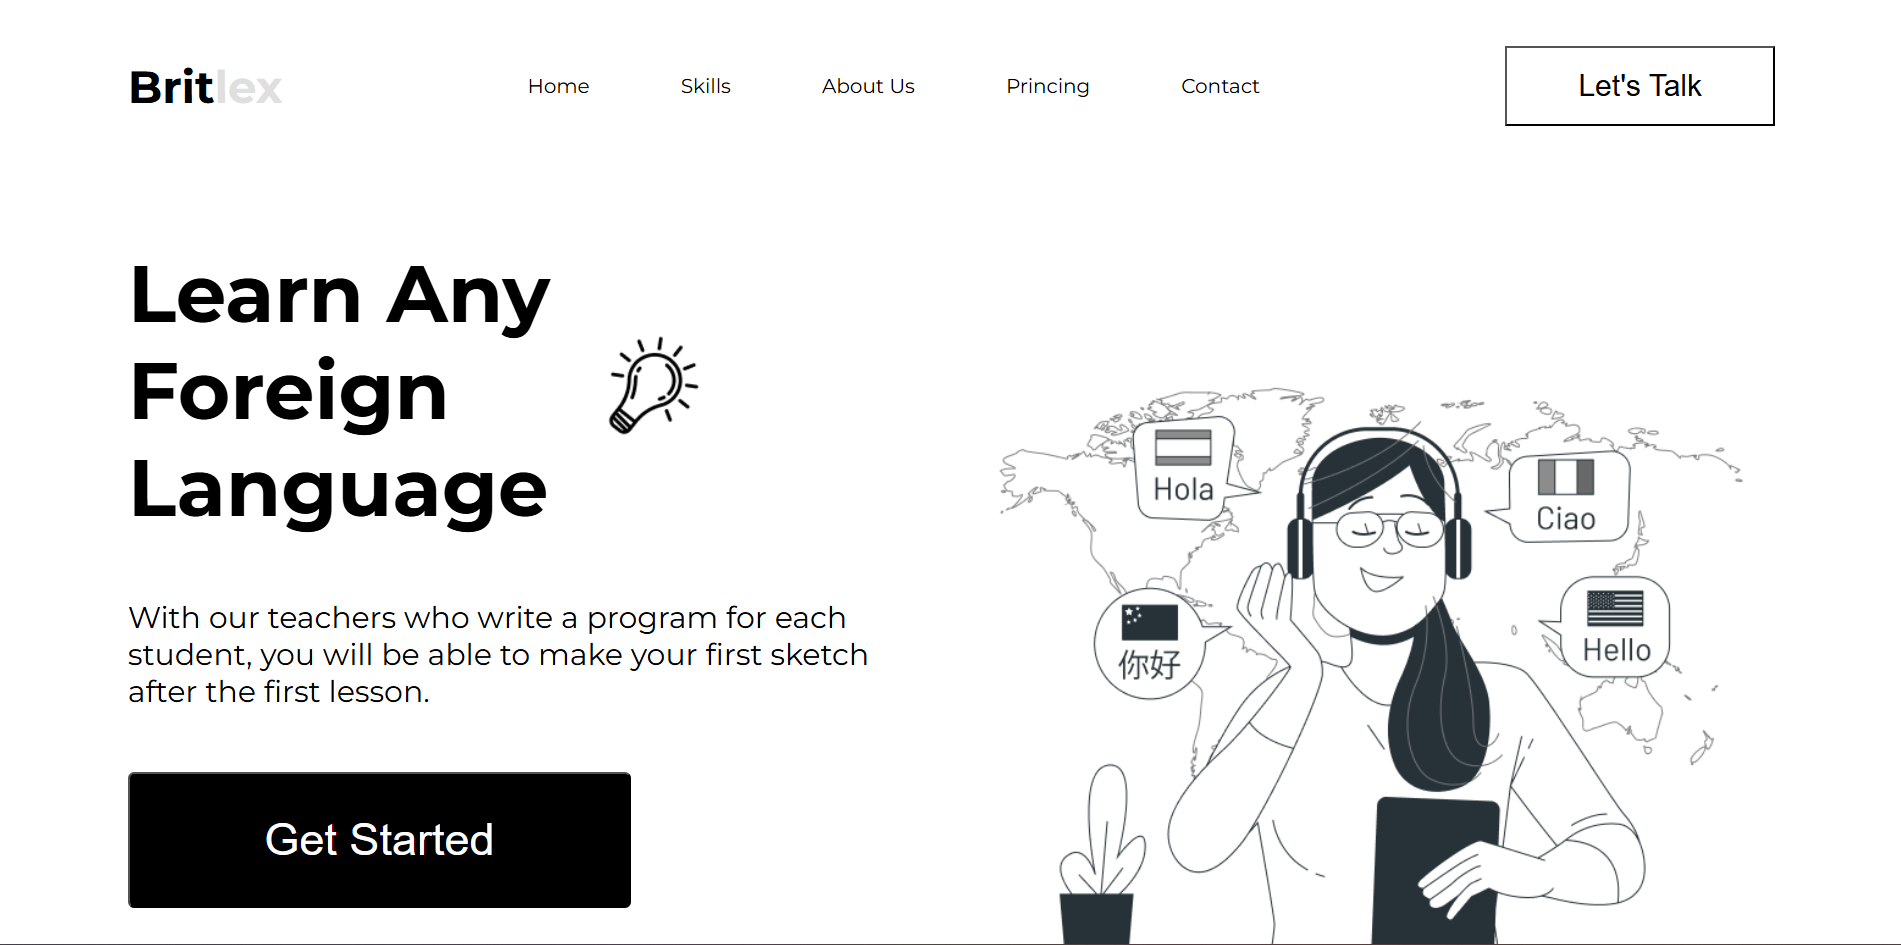 Britlex
Home
Skills
About Us
Princing
Contact
Let's Talk
Learn Any
Foreign
Language
With our teachers who write a program for each
student, you will be able to make your first sketch
after the first lesson.
Get Started
Hola
Ciao
你好
Hello